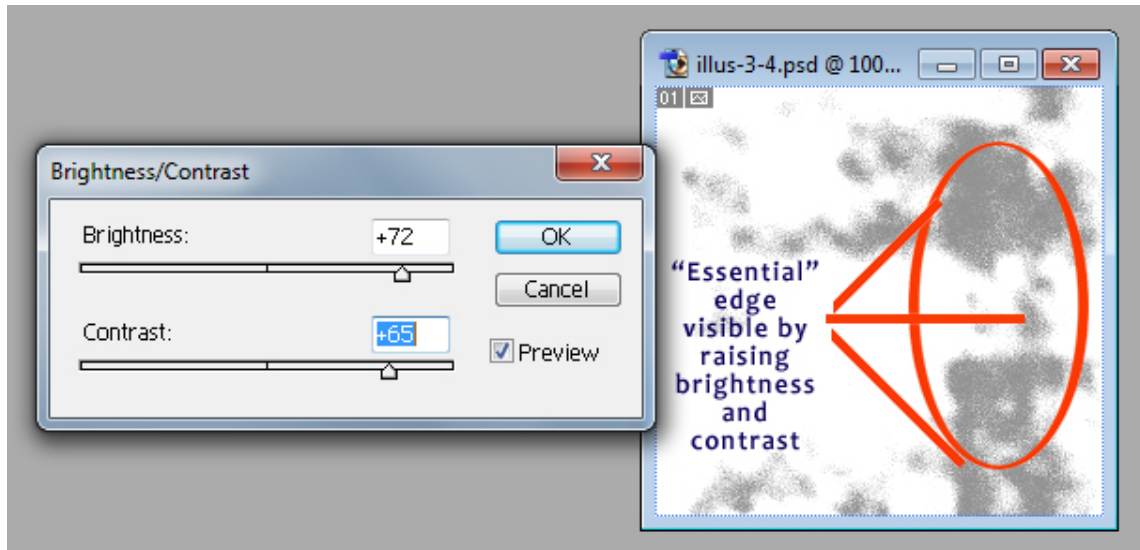 illus-3-4.psd @ 100...
01
Brightness/Contrast
Brightness:
+72
OK
Cancel
Contrast:
+65
Preview
“Essential”
edge
visible by
raising
brightness
and
contrast